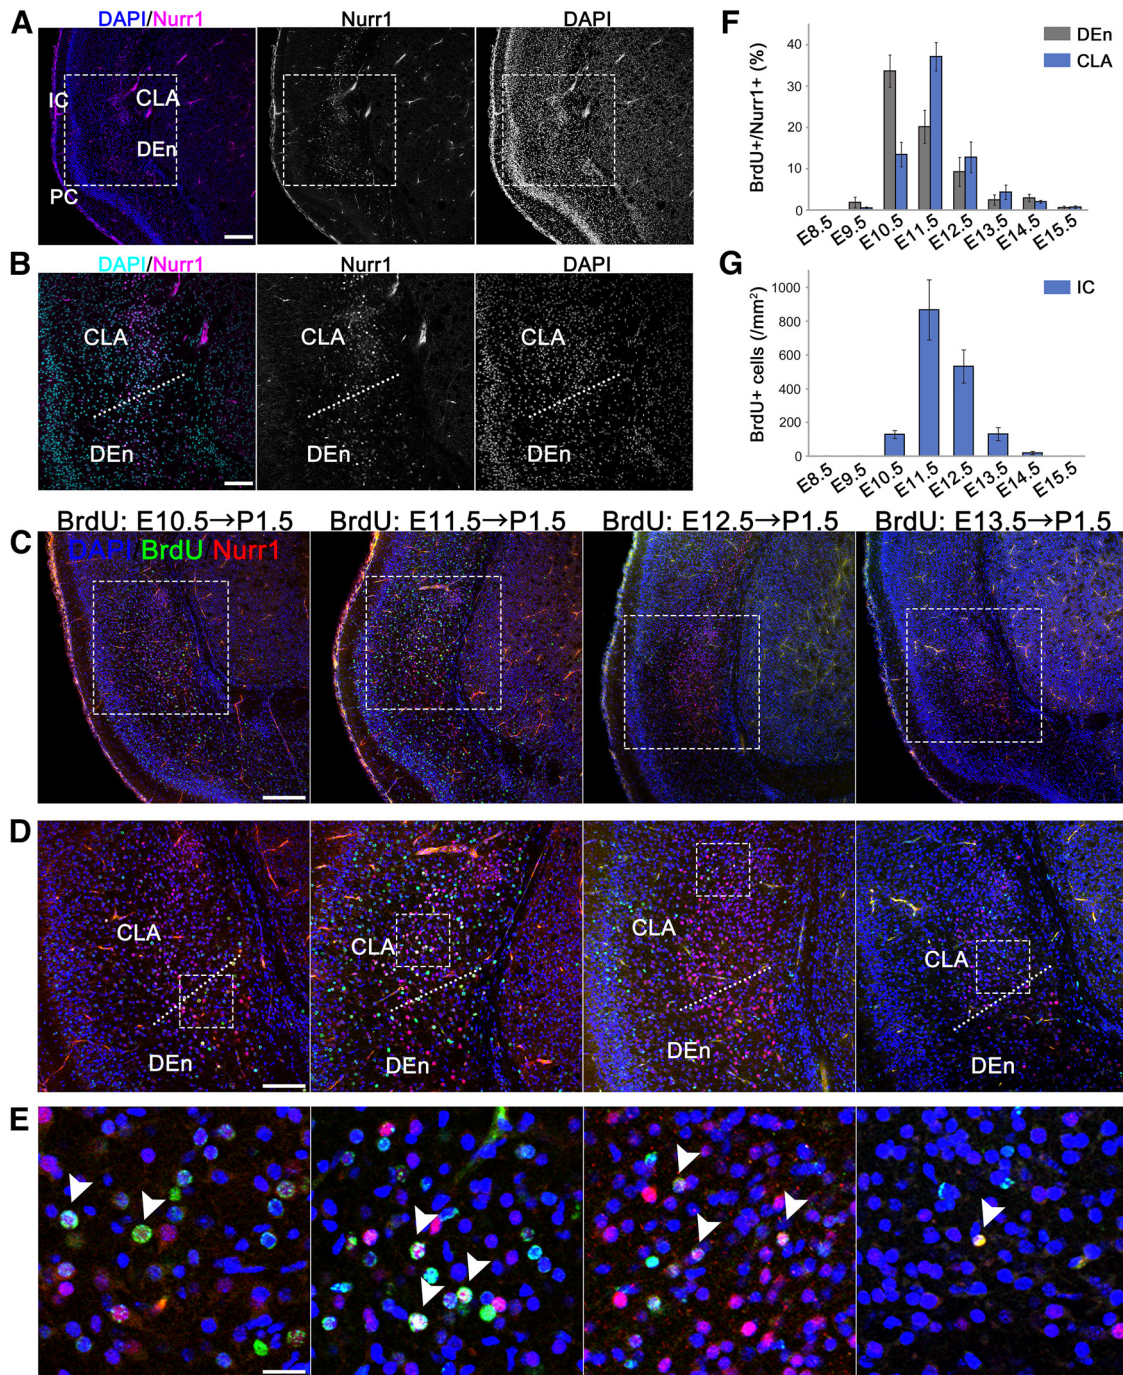 A
DAPI/Nurr1
Nurr1
DAPI
IC
CLA
DEn
PC
B
DAPI/Nurr1
Nurr1
DAPI
CLA
DEn
CLA
DEn
CLA
DEn
F
BrdU+/Nurr1+ (%)
40
30
20
10
0
DEn
CLA
E8.5 E9.5 E10.5 E11.5 E12.5 E13.5 E14.5 E15.5
G
BrdU+ cells (/mm²)
1000
800
600
400
200
0
IC
E8.5 E9.5 E10.5 E11.5 E12.5 E13.5 E14.5 E15.5
BrdU: E10.5→P1.5 BrdU: E11.5→P1.5 BrdU: E12.5→P1.5 BrdU: E13.5→P1.5
C
DAPI/BrdU Nurr1
D
CLA
DEn
CLA
DEn
CLA
DEn
CLA
DEn
E